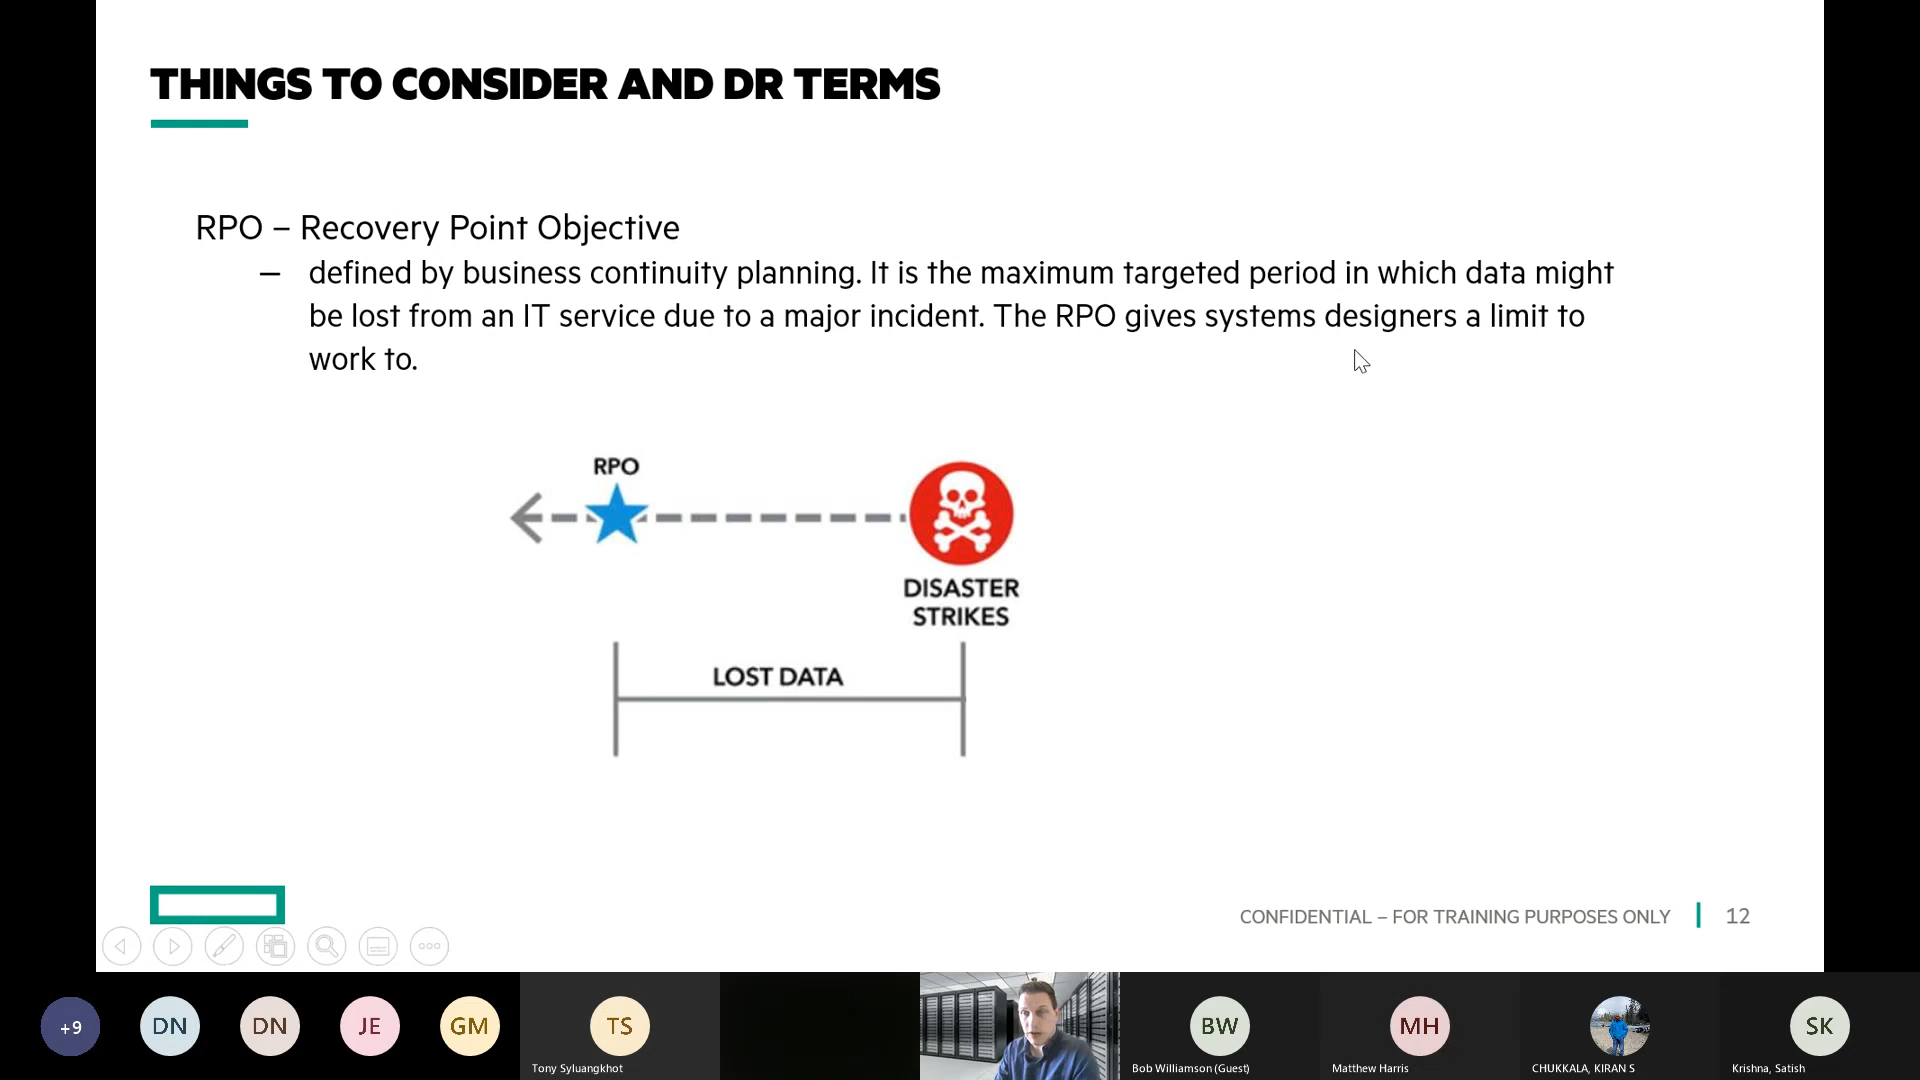 THINGS TO CONSIDER AND DR TERMS
RPO – Recovery Point Objective
– defined by business continuity planning. It is the maximum targeted period in which data might
be lost from an IT service due to a major incident. The RPO gives systems designers a limit to
work to.
RPO
DISASTER
STRIKES
LOST DATA
CONFIDENTIAL – FOR TRAINING PURPOSES ONLY
12
+9
DN
DN
JE
GM
TS
BW
MH
SK
Tony Syluangkhot
Bob Williamson (Guest)
Matthew Harris
CHUKKALA, KIRAN S
Krishna, Satish